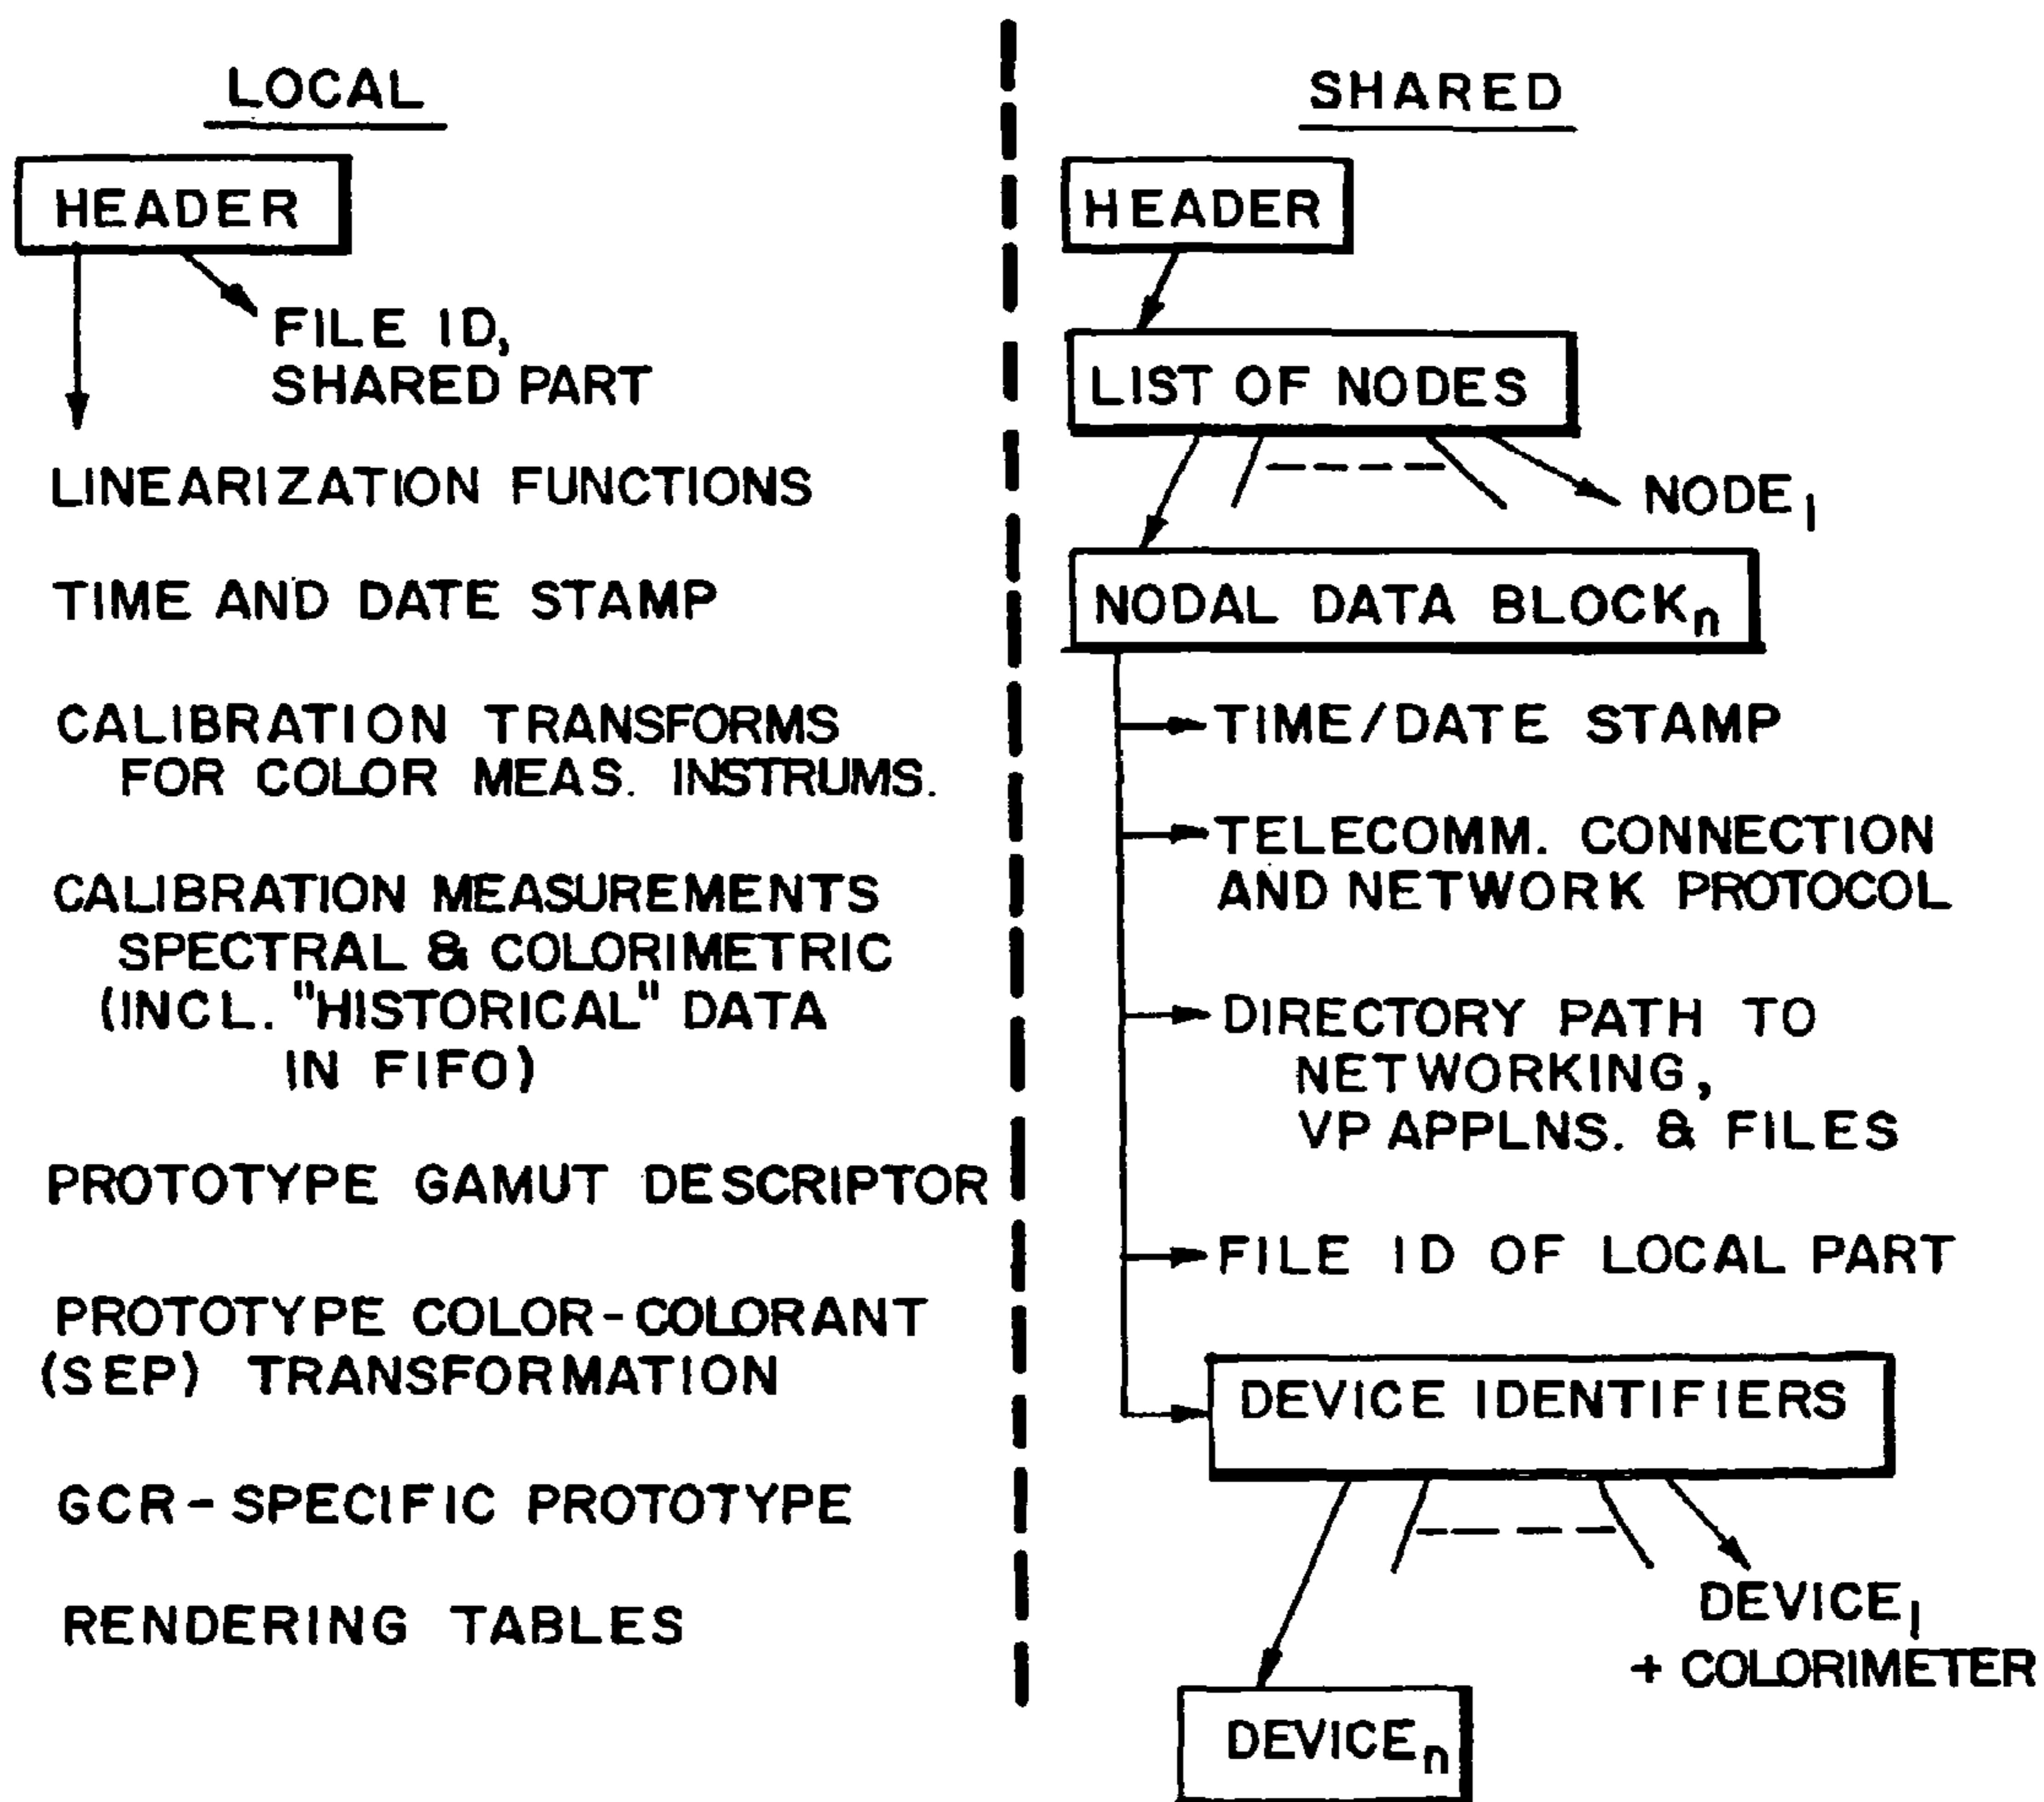 LOCAL
HEADER
FILE ID,
SHARED PART
LINEARIZATION FUNCTIONS
TIME AND DATE STAMP
CALIBRATION TRANSFORMS
FOR COLOR MEAS. INSTRUMS.
CALIBRATION MEASUREMENTS
SPECTRAL & COLORIMETRIC
(INCL. "HISTORICAL" DATA
IN FIFO)
PROTOTYPE GAMUT DESCRIPTOR
PROTOTYPE COLOR-COLORANT
(SEP) TRANSFORMATION
GCR-SPECIFIC PROTOTYPE
RENDERING TABLES
SHARED
HEADER
LIST OF NODES
NODE1
NODAL DATA BLOCKn
TIME/DATE STAMP
TELECOMM. CONNECTION
AND NETWORK PROTOCOL
DIRECTORY PATH TO
NETWORKING,
VP APPLNS. & FILES
FILE ID OF LOCAL PART
DEVICE IDENTIFIERS
DEVICE1
+ COLORIMETER
DEVICEn